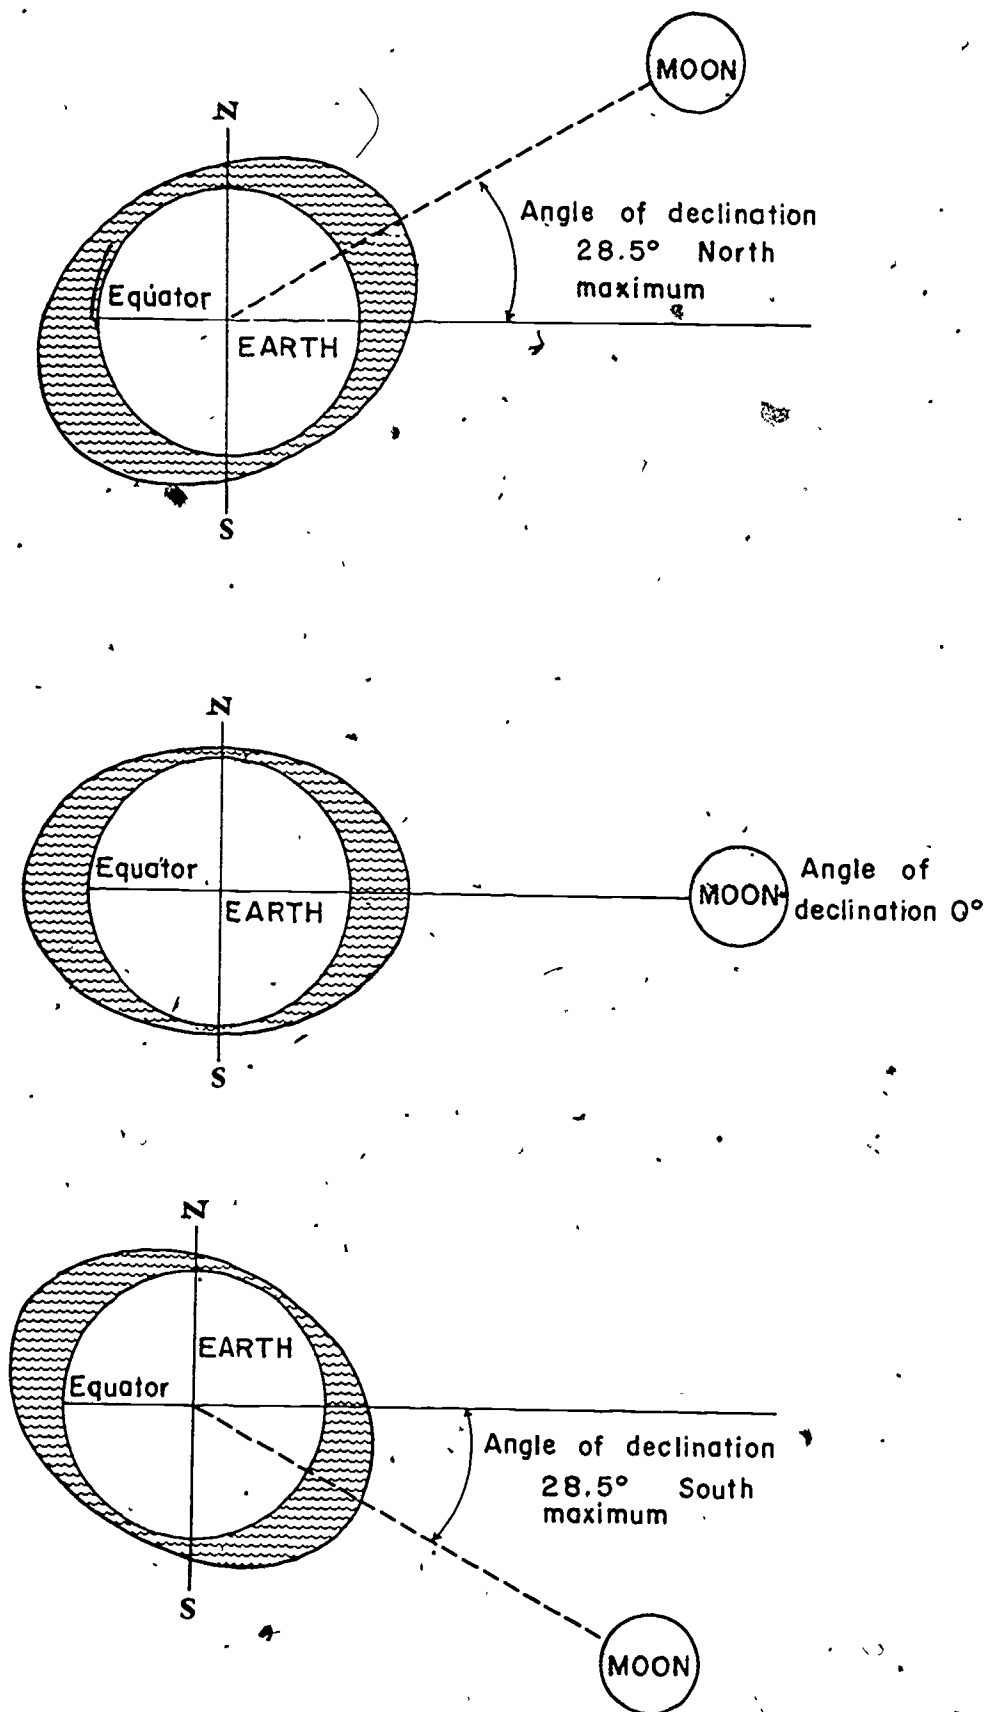 MOON
N
Angle of declination
28.5° North
maximum
Equator
EARTH
S
N
Equator
EARTH
MOON
Angle of
declination 0°
S
N
EARTH
Equator
Angle of declination
28.5° South
maximum
S
MOON